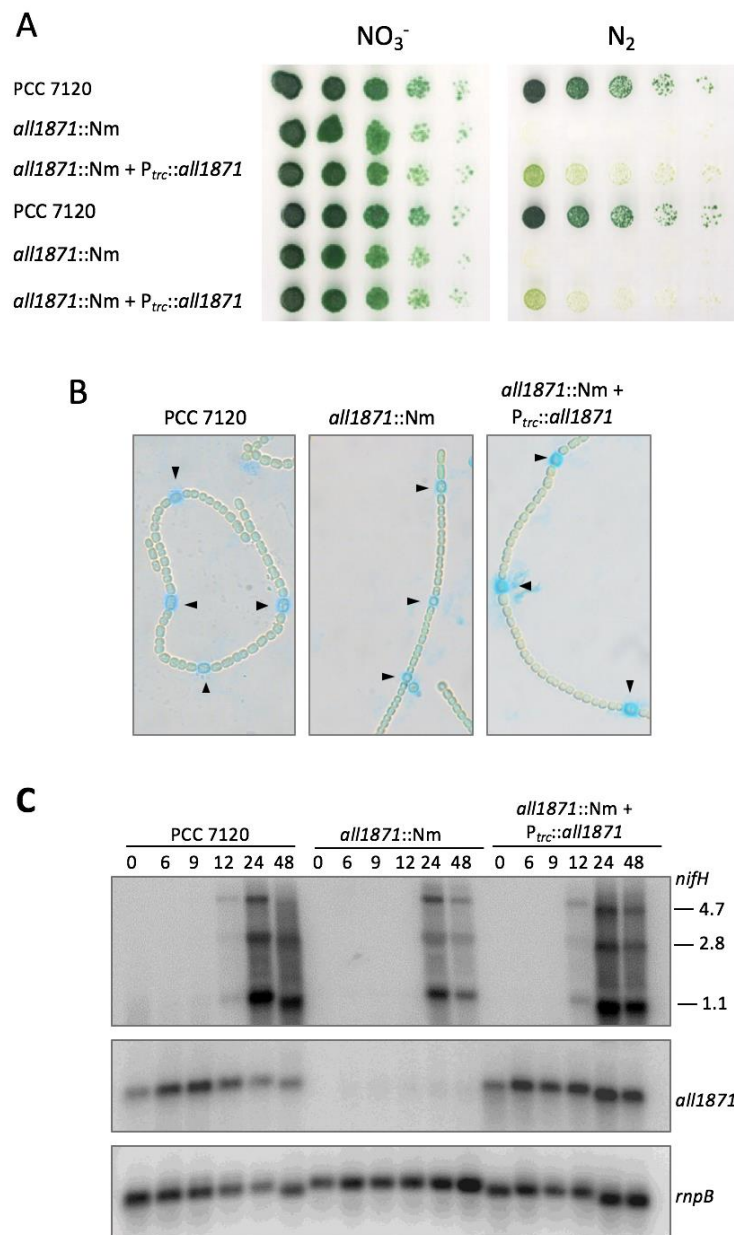 A
NO₃⁻ N₂
PCC 7120
all1871::Nm
all1871::Nm + Ptrc::all1871
PCC 7120
all1871::Nm
all1871::Nm + Ptrc::all1871
B
all1871::Nm +
PCC 7120 all1871::Nm Ptrc::all1871
C
all1871::Nm +
PCC 7120 all1871::Nm Ptrc::all1871
0 6 9 12 24 48 0 6 9 12 24 48 0 6 9 12 24 48
nifH
4.7
2.8
1.1
all1871
rnpB